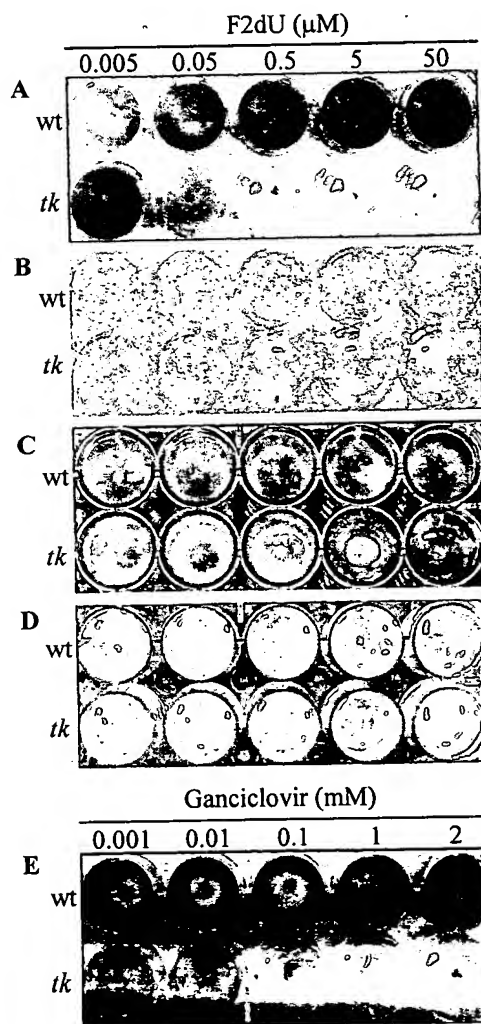 F2dU (µM)
0.005 0.05 0.5 5 50
A
wt
tk
B
wt
tk
C
wt
tk
D
wt
tk
Ganciclovir (mM)
0.001 0.01 0.1 1 2
E
wt
tk